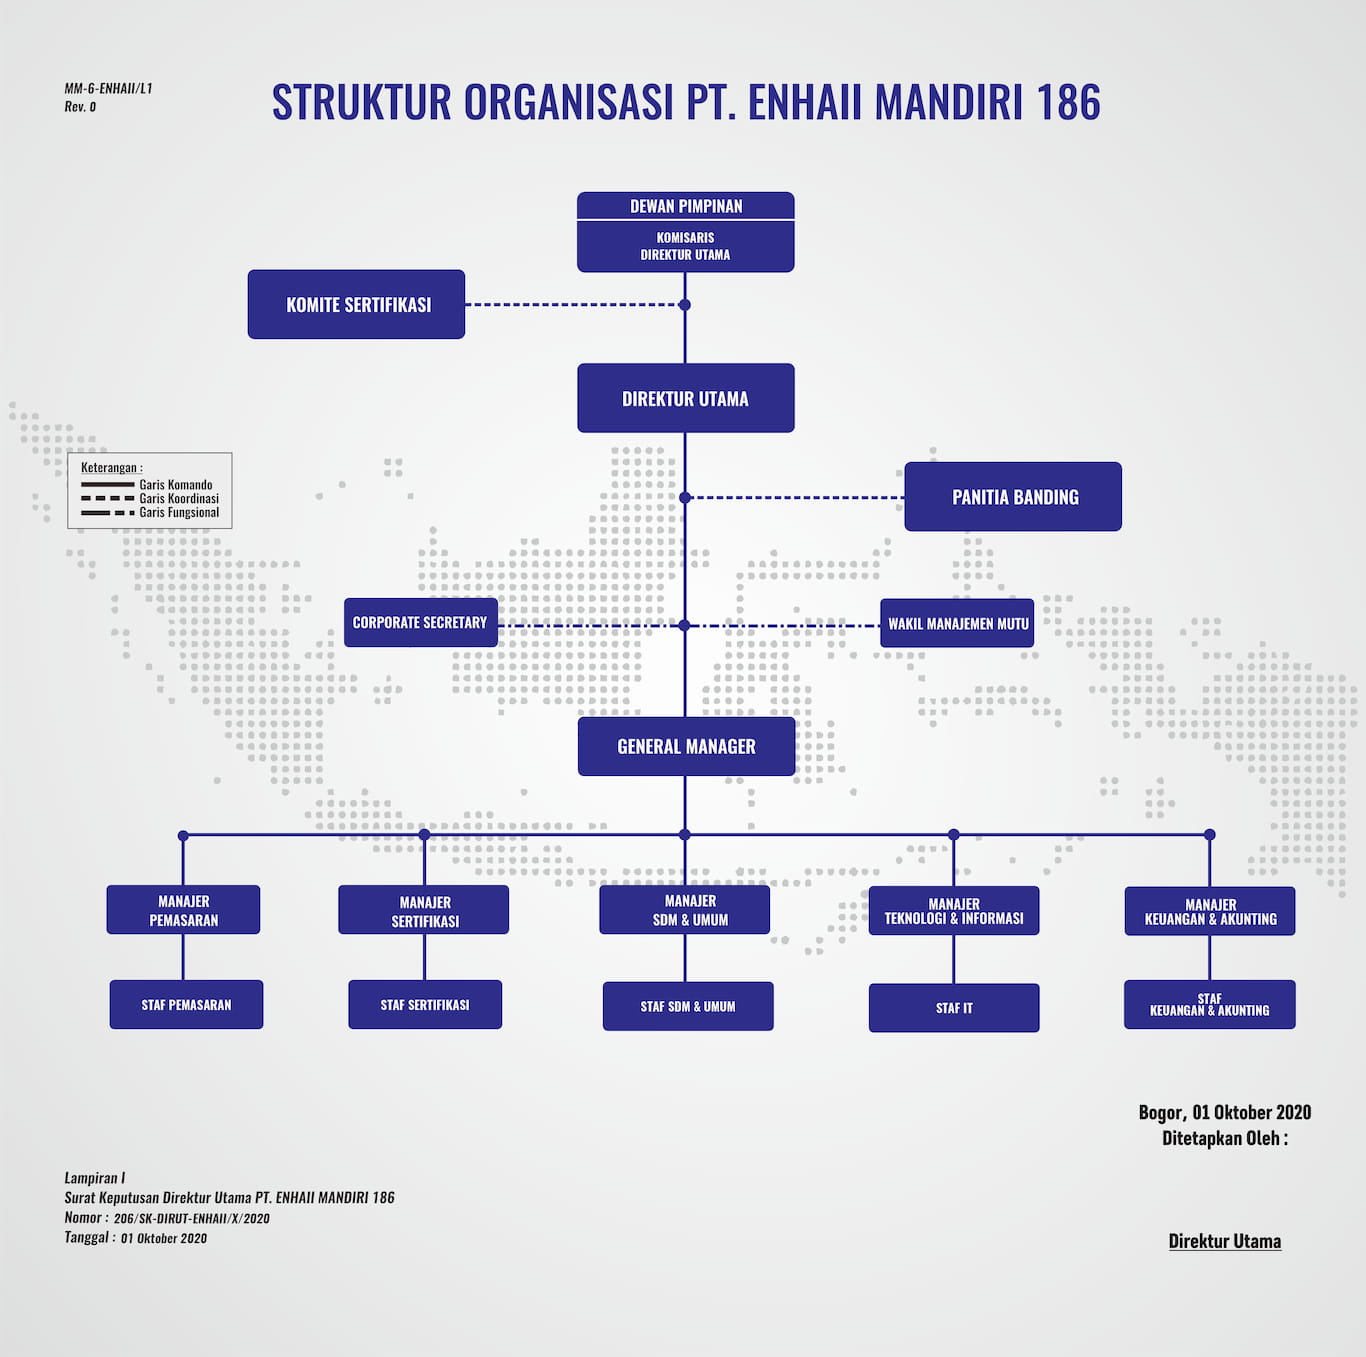 MM-6-ENHAII/L1
Rev. 0
STRUKTUR ORGANISASI PT. ENHAII MANDIRI 186
DEWAN PIMPINAN
KOMISARIS
DIREKTUR UTAMA
KOMITE SERTIFIKASI
DIREKTUR UTAMA
Keterangan :
Garis Komando
Garis Koordinasi
Garis Fungsional
PANITIA BANDING
CORPORATE SECRETARY
WAKIL MANAJEMEN MUTU
GENERAL MANAGER
MANAJER
PEMASARAN
MANAJER
SERTIFIKASI
MANAJER
SDM & UMUM
MANAJER
TEKNOLOGI & INFORMASI
MANAJER
KEUANGAN & AKUNTING
STAF PEMASARAN
STAF SERTIFIKASI
STAF SDM & UMUM
STAF IT
STAF
KEUANGAN & AKUNTING
Bogor, 01 Oktober 2020
Ditetapkan Oleh :
Direktur Utama
Lampiran I
Surat Keputusan Direktur Utama PT. ENHAII MANDIRI 186
Nomor : 206/SK-DIRUT-ENHAII/X/2020
Tanggal : 01 Oktober 2020